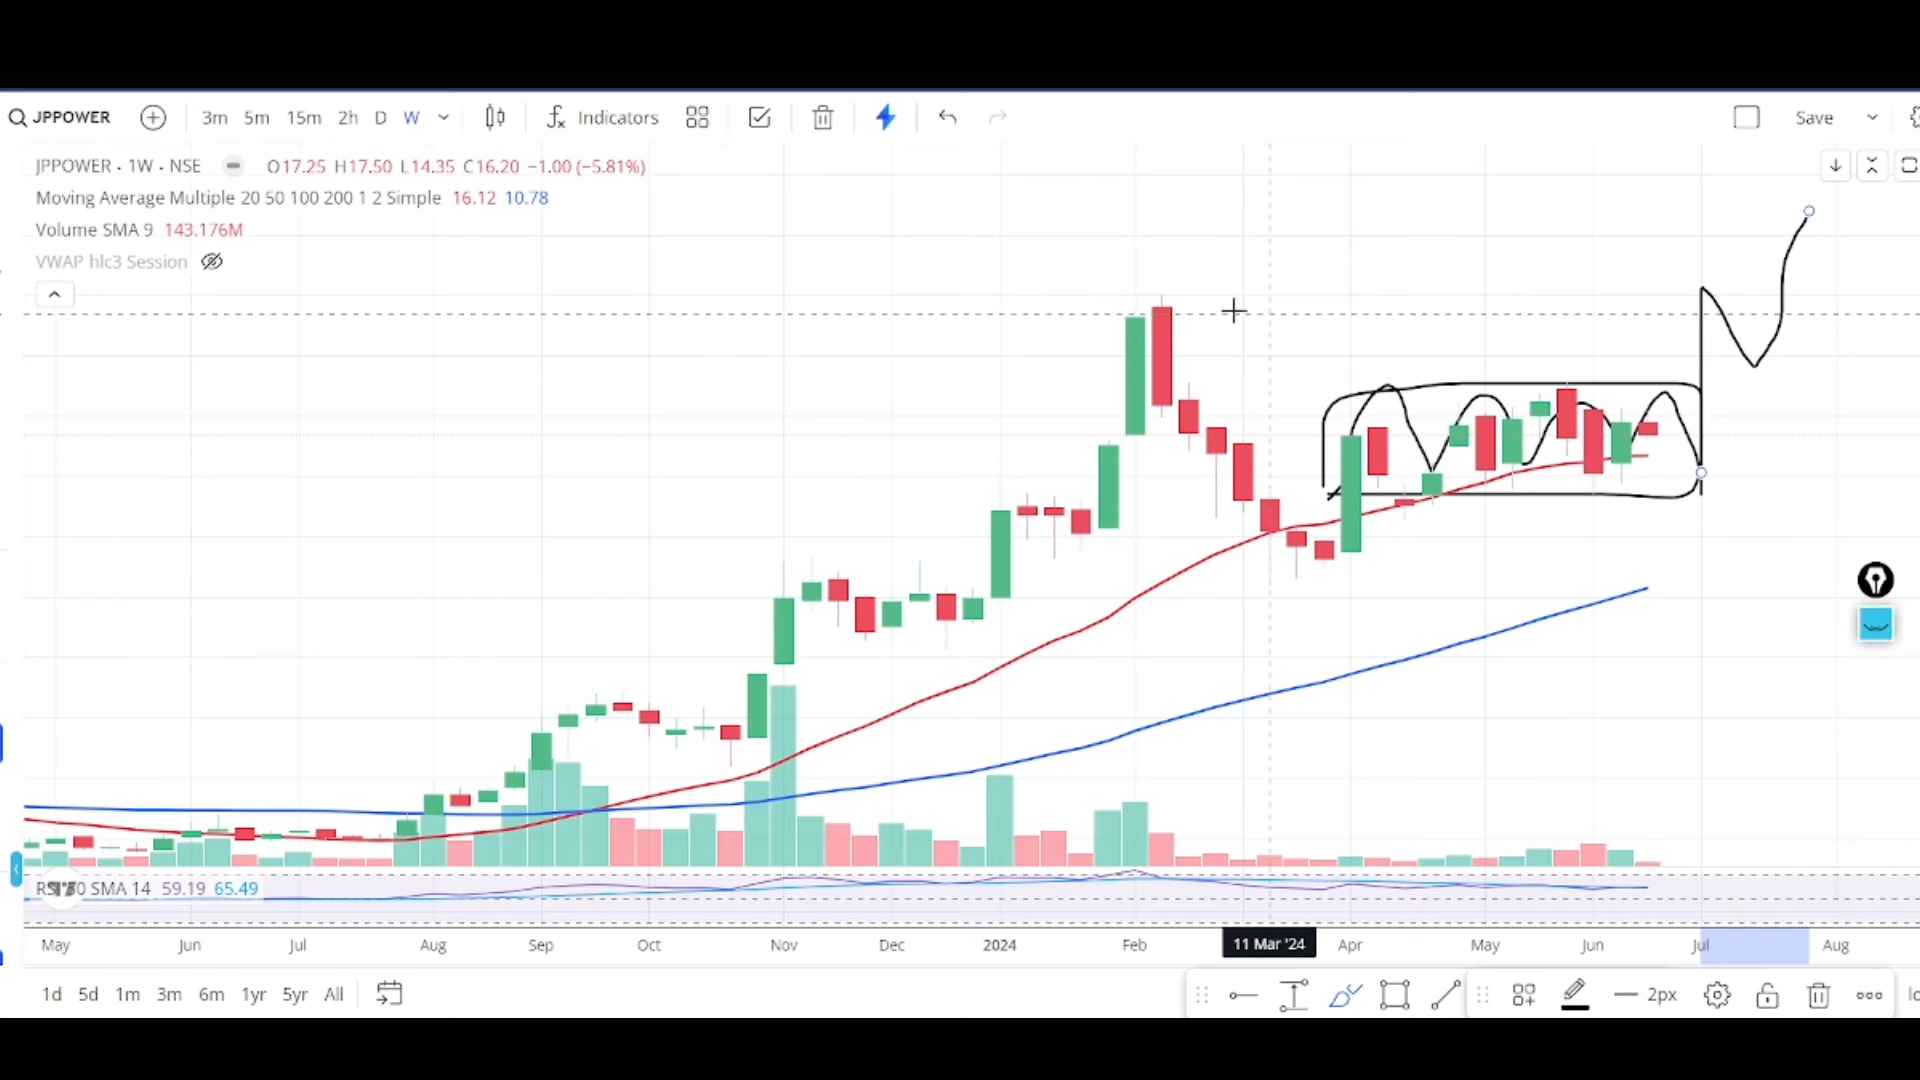 JPPOWER 3m 5m 15m 2h D W Indicators Save
JPPOWER · 1W · NSE O17.25 H17.50 L14.35 C16.20 −1.00 (−5.81%)
Moving Average Multiple 20 50 100 200 1 2 Simple 16.12 10.78
Volume SMA 9 143.176M
VWAP hlc3 Session
SMA 14 59.19 65.49
May Jun Jul Aug Sep Oct Nov Dec 2024 Feb 11 Mar '24 Apr May Jun Jul Aug
1d 5d 1m 3m 6m 1yr 5yr All 2px